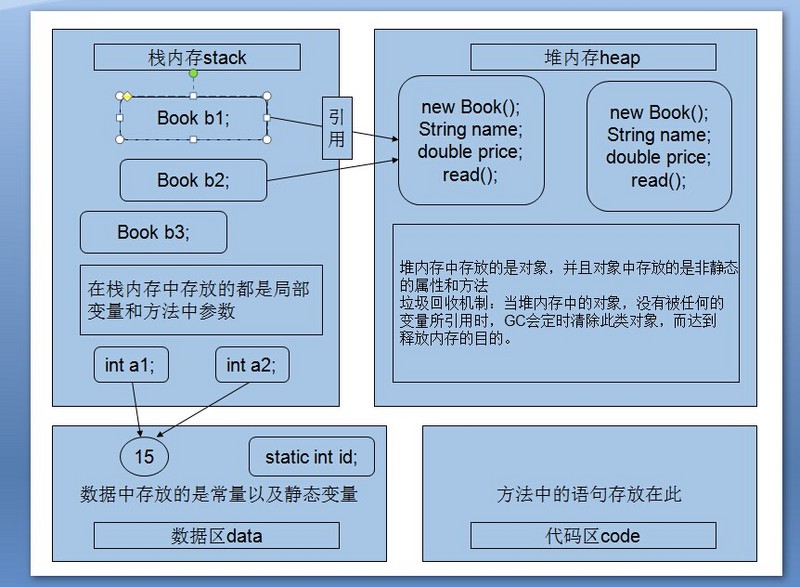 栈内存stack
Book b1;
引
用
Book b2;
Book b3;
在栈内存中存放的都是局部
变量和方法中参数
int a1;
int a2;
堆内存heap
new Book();
String name;
double price;
read();
new Book();
String name;
double price;
read();
堆内存中存放的是对象，并且对象中存放的是非静态
的属性和方法
垃圾回收机制：当堆内存中的对象，没有被任何的
变量所引用时，GC会定时清除此类对象，而达到
释放内存的目的。
15
static int id;
数据中存放的是常量以及静态变量
数据区data
方法中的语句存放在此
代码区code